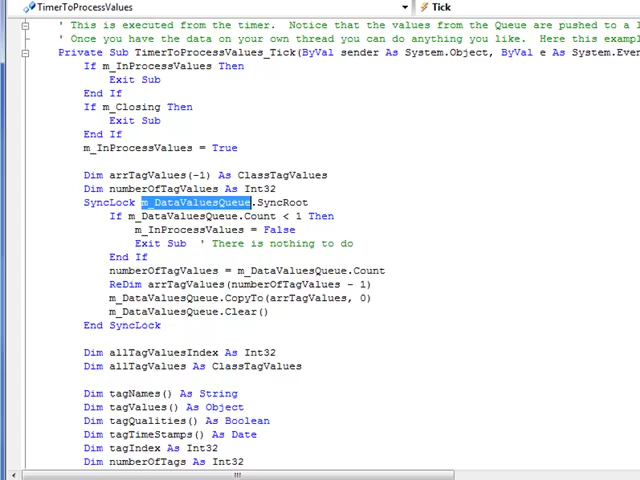 TimerToProcessValues Tick
' This is executed from the timer.  Notice that the values from the Queue are pushed to a l
' Once you have the data on your own thread you can do anything you like.  Here this examp
Private Sub TimerToProcessValues_Tick(ByVal sender As System.Object, ByVal e As System.Even
If m_InProcessValues Then
Exit Sub
End If
If m_Closing Then
Exit Sub
End If
m_InProcessValues = True
Dim arrTagValues(-1) As ClassTagValues
Dim numberOfTagValues As Int32
SyncLock m_DataValuesQueue.SyncRoot
If m_DataValuesQueue.Count < 1 Then
m_InProcessValues = False
Exit Sub  ' There is nothing to do
End If
numberOfTagValues = m_DataValuesQueue.Count
ReDim arrTagValues(numberOfTagValues - 1)
m_DataValuesQueue.CopyTo(arrTagValues, 0)
m_DataValuesQueue.Clear()
End SyncLock
Dim allTagValuesIndex As Int32
Dim allTagValues As ClassTagValues
Dim tagNames() As String
Dim tagValues() As Object
Dim tagQualities() As Boolean
Dim tagTimeStamps() As Date
Dim tagIndex As Int32
Dim numberOfTags As Int32